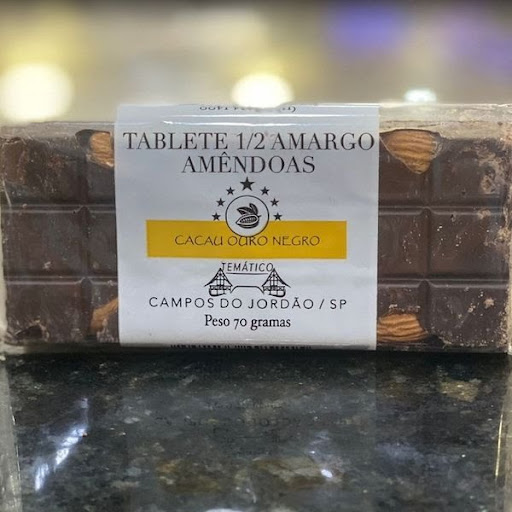 TABLETE 1/2 AMARGO
AMÊNDOAS
CACAU OURO NEGRO
TEMÁTICO
CAMPOS DO JORDÃO / SP
Peso 70 gramas